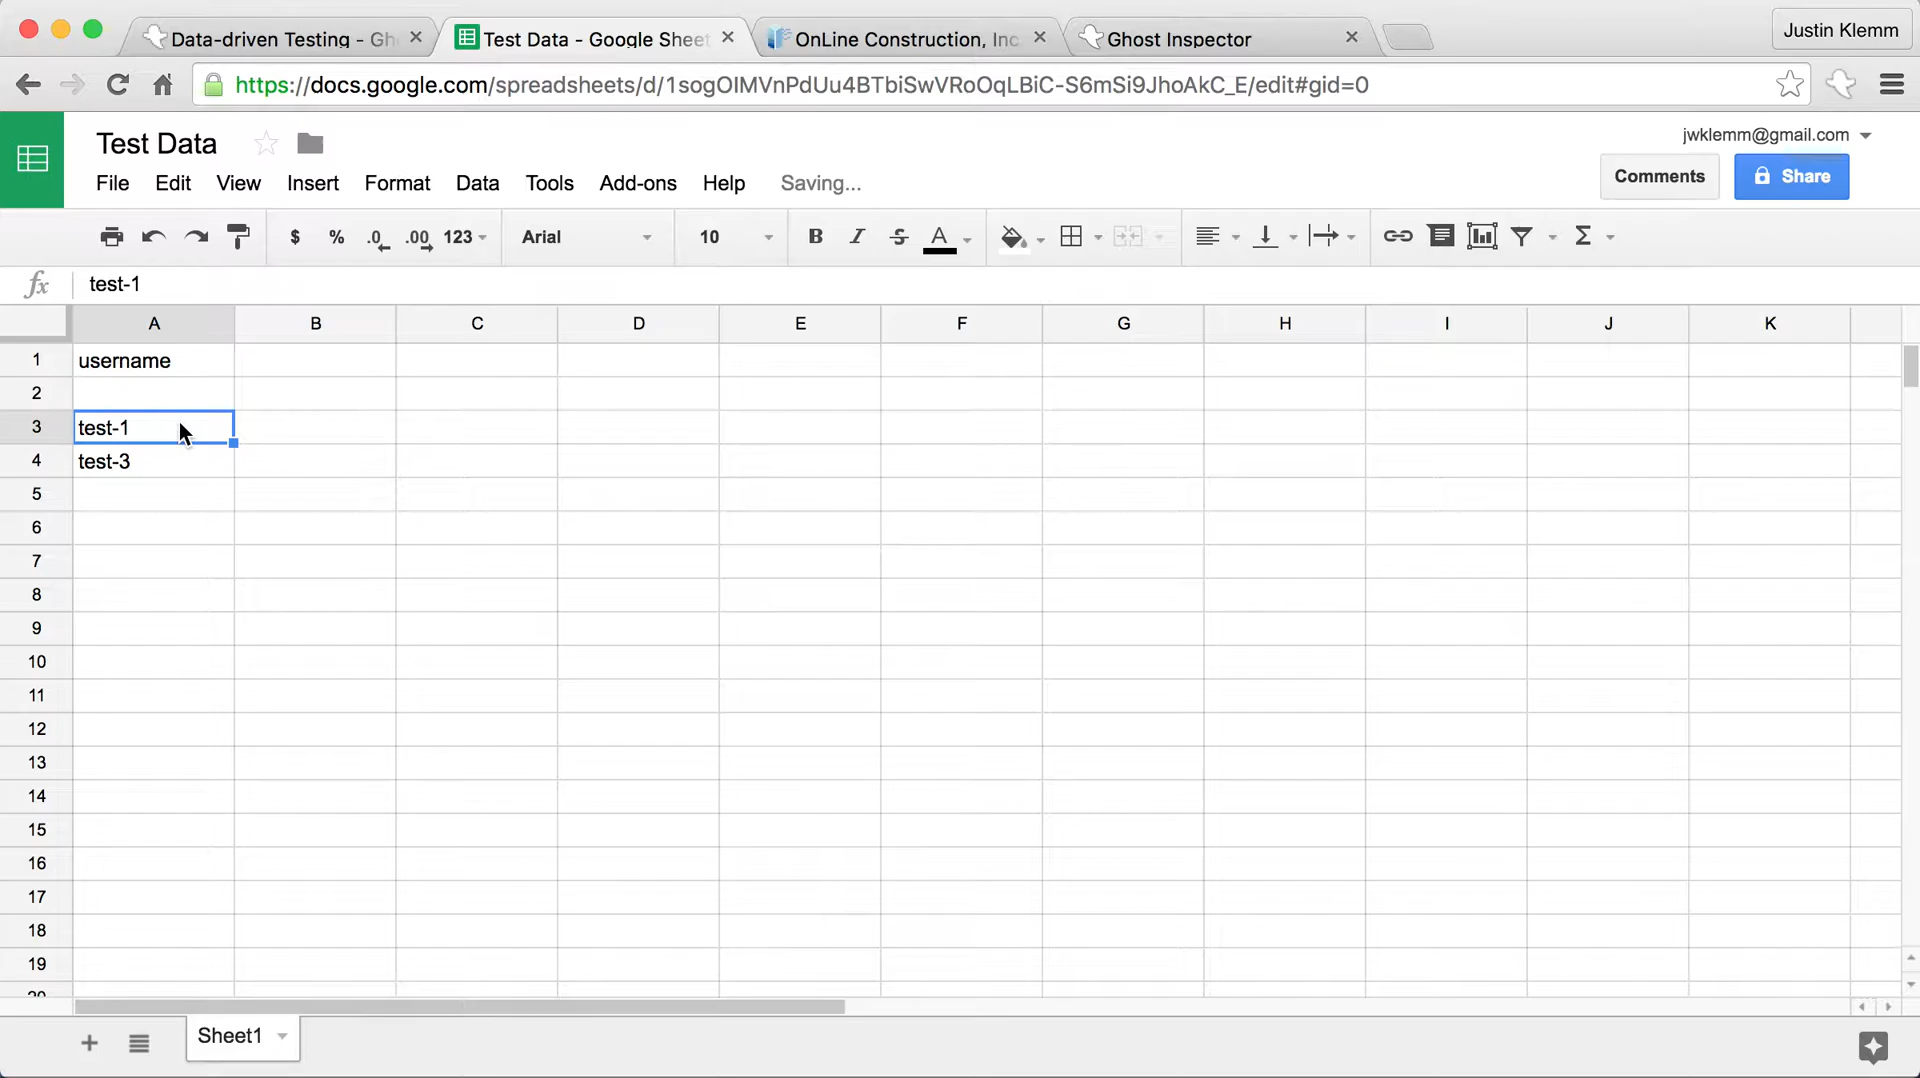 Data-driven Testing - Gh
Test Data - Google Sheet
OnLine Construction, Inc
Ghost Inspector
Justin Klemm
https://docs.google.com/spreadsheets/d/1sogOIMVnPdUu4BTbiSwVRoOqLBiC-S6mSi9JhoAkC_E/edit#gid=0
Test Data
jwklemm@gmail.com
File Edit View Insert Format Data Tools Add-ons Help Saving...
Comments
Share
$ % .0 .00 123 Arial 10 B I S A Σ
fx test-1
A B C D E F G H I J K
1 username
2
3 test-1
4 test-3
5
6
7
8
9
10
11
12
13
14
15
16
17
18
19
20
+ Sheet1